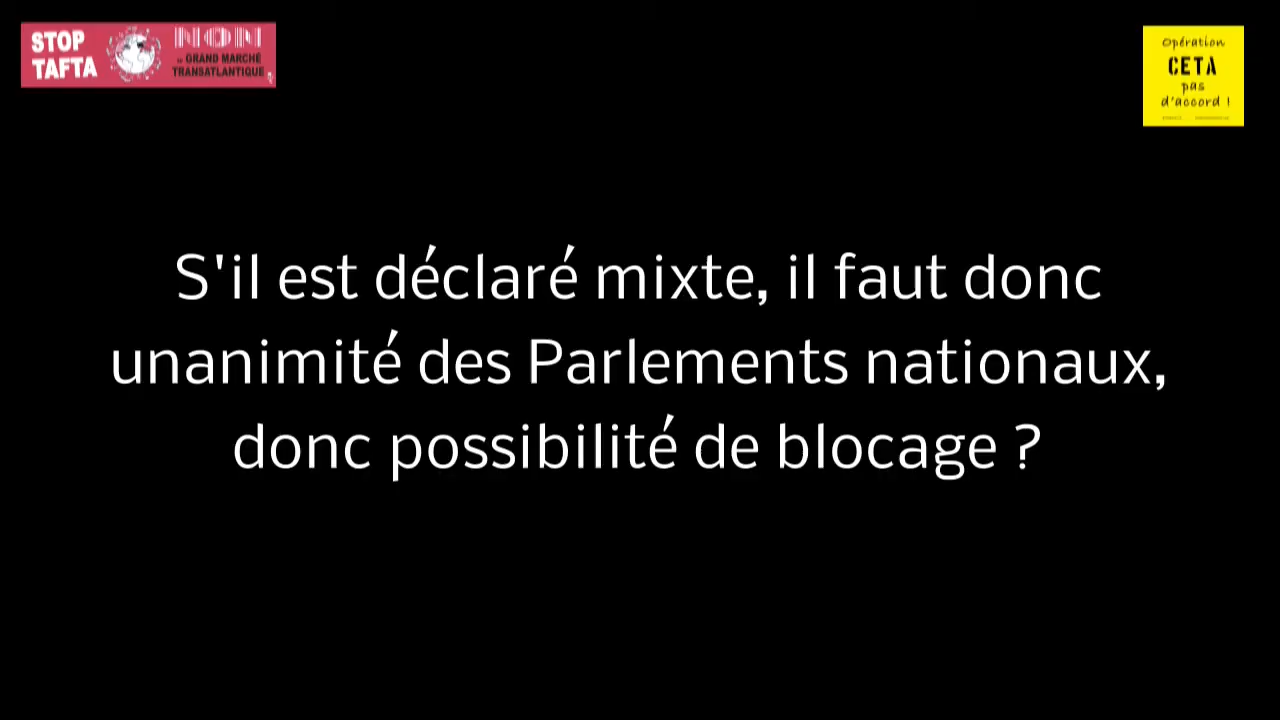 STOP
TAFTA
NON
GRAND MARCHÉ
TRANSATLANTIQUE
Opération
CETA
pas
d'accord !
S'il est déclaré mixte, il faut donc
unanimité des Parlements nationaux,
donc possibilité de blocage ?